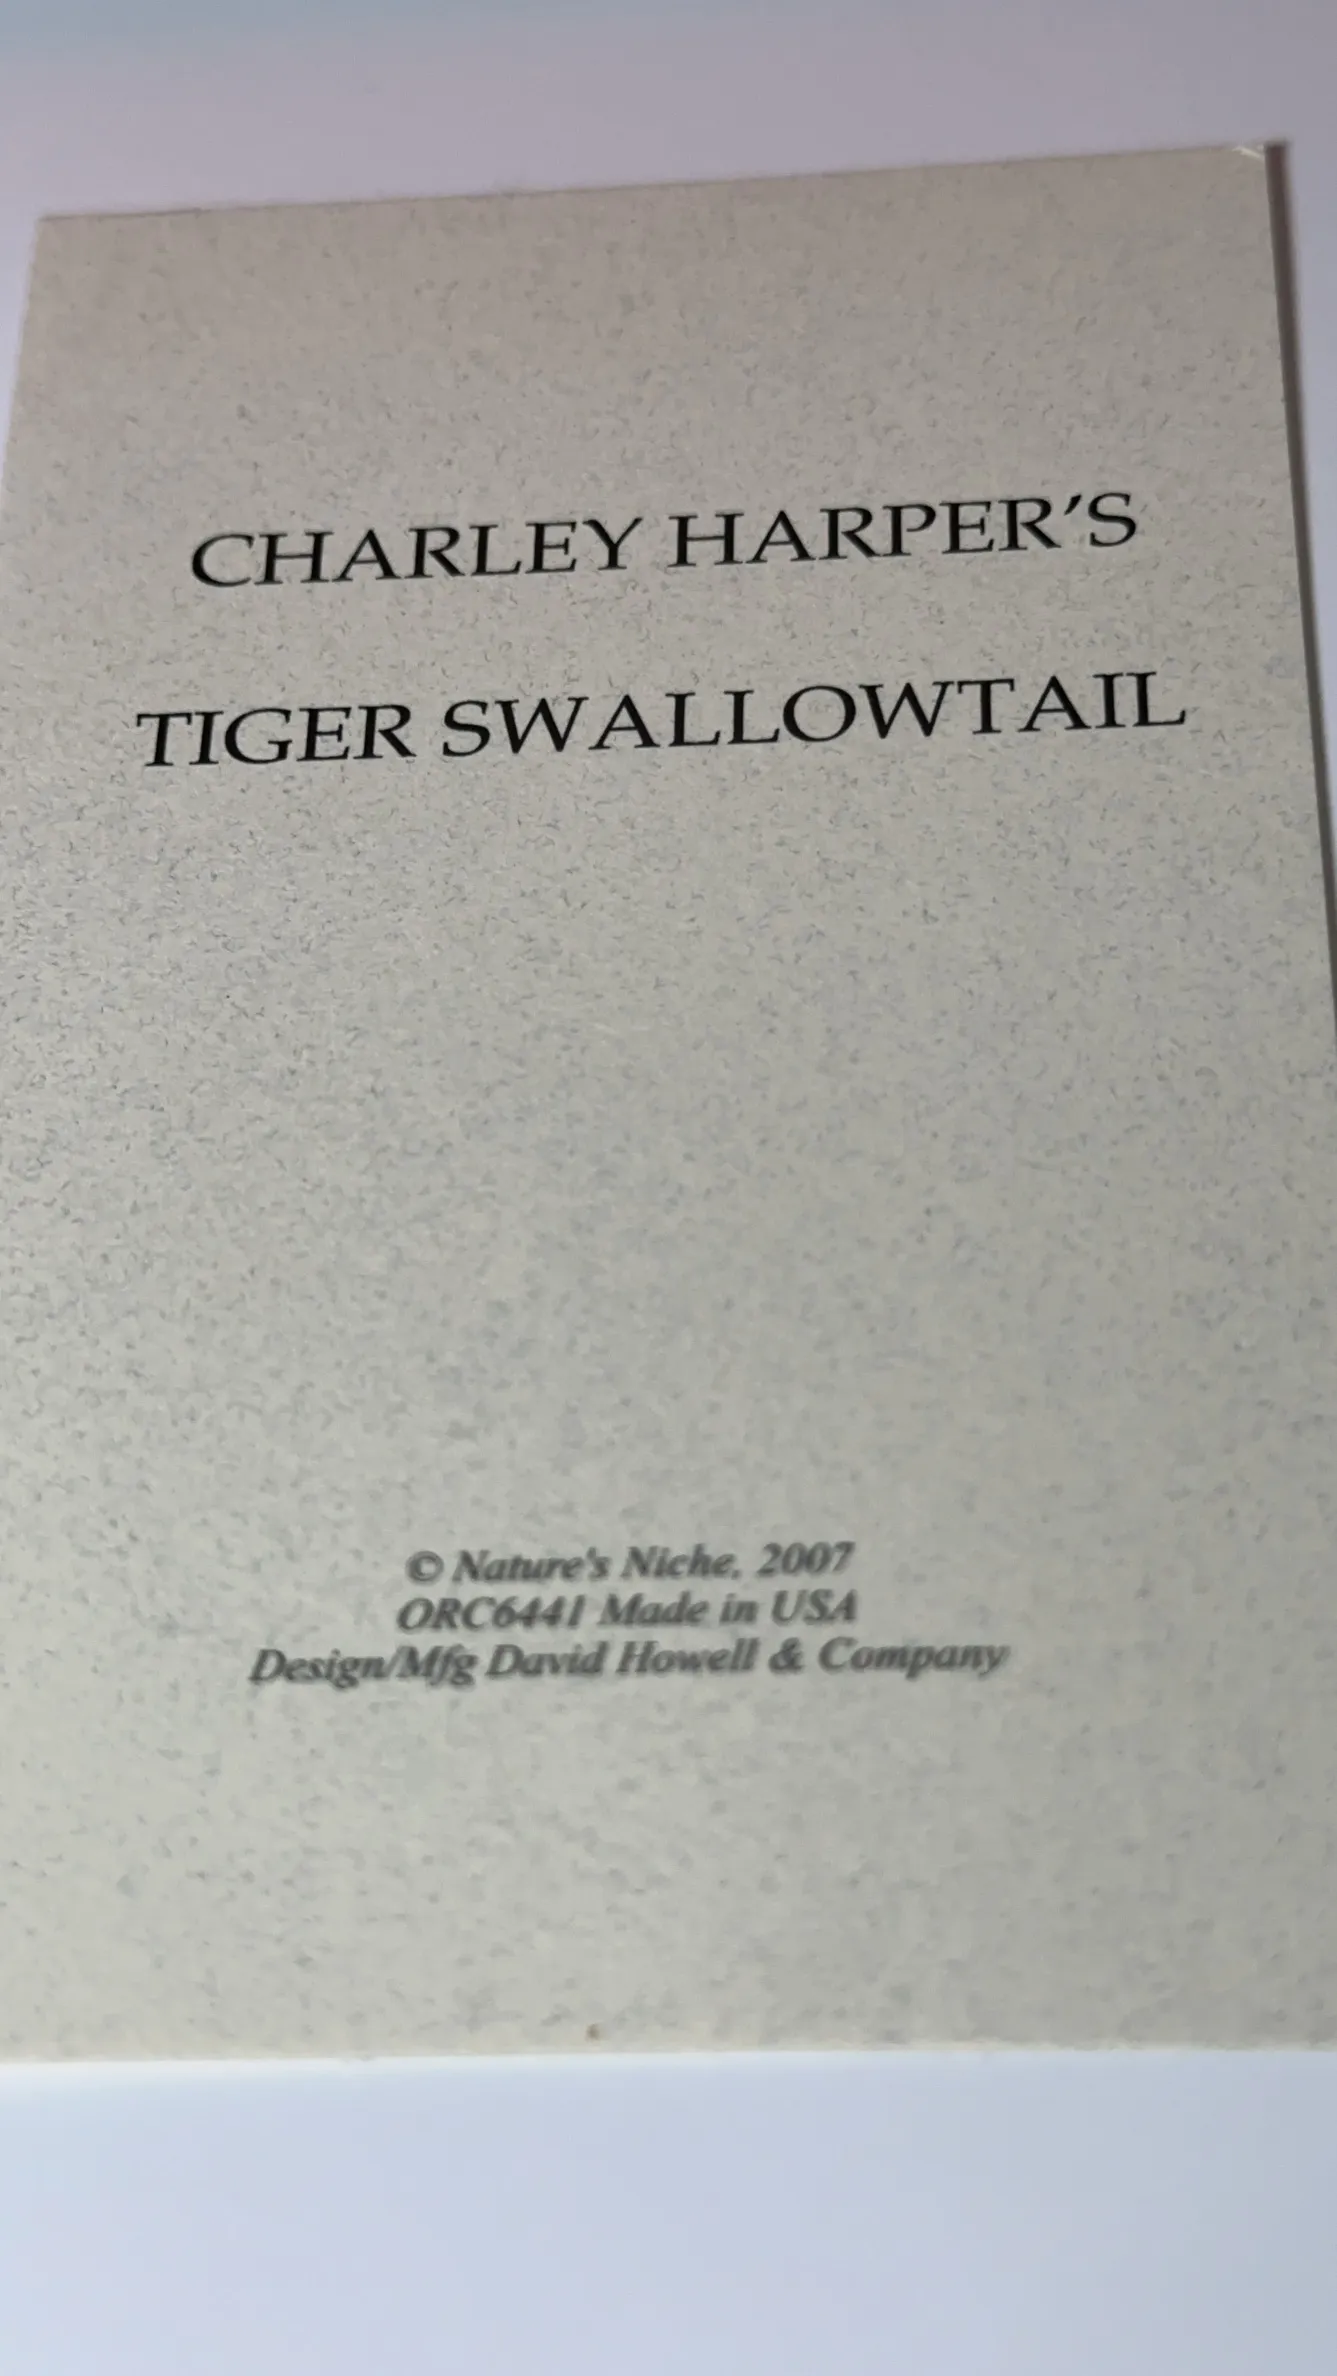 CHARLEY HARPER'S
TIGER SWALLOWTAIL
© Nature's Niche, 2007
ORC6441 Made in USA
Design/Mfg David Howell & Company